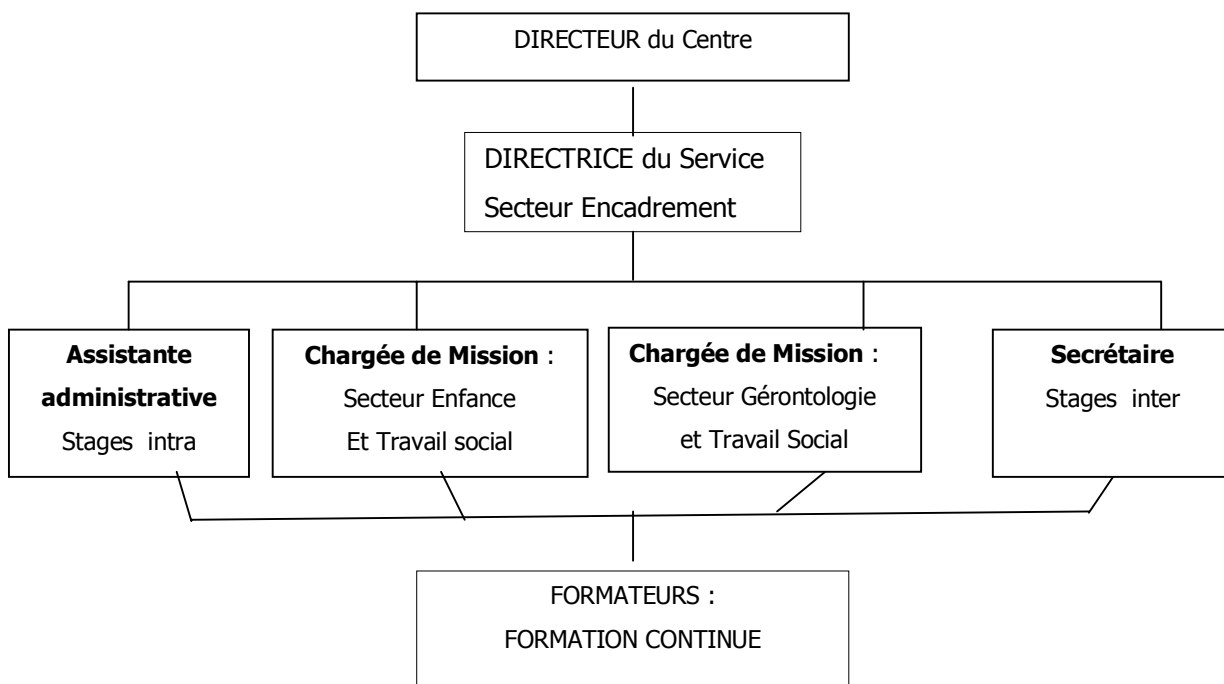 DIRECTEUR du Centre
DIRECTRICE du Service
Secteur Encadrement
Assistante
administrative
Stages intra
Chargée de Mission :
Secteur Enfance
Et Travail social
Chargée de Mission :
Secteur Gérontologie
et Travail Social
Secrétaire
Stages inter
FORMATEURS :
FORMATION CONTINUE